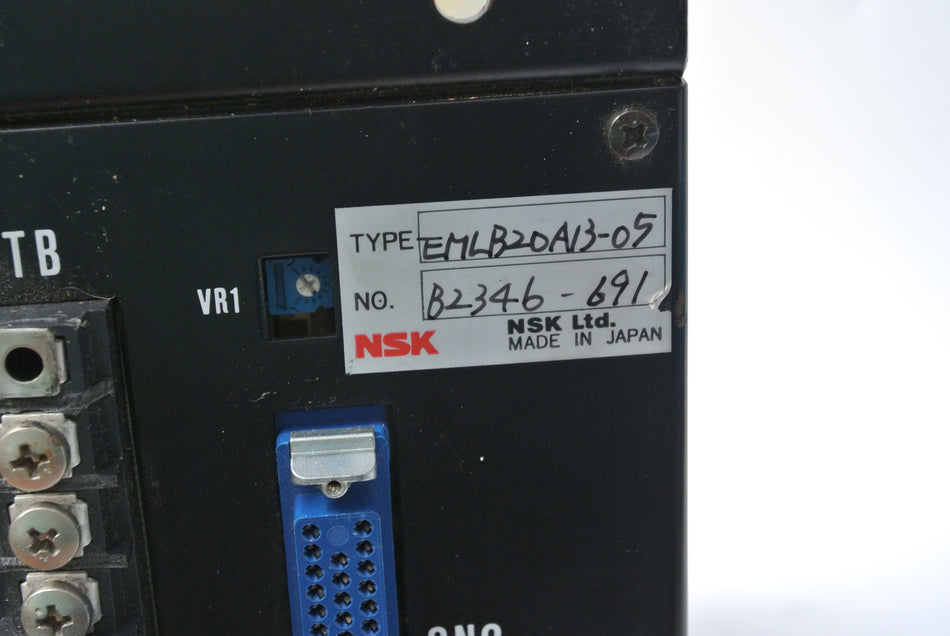 TB
VR1
TYPE EMLB20A13-05
NO. B2346-691
NSK
NSK Ltd.
MADE IN JAPAN